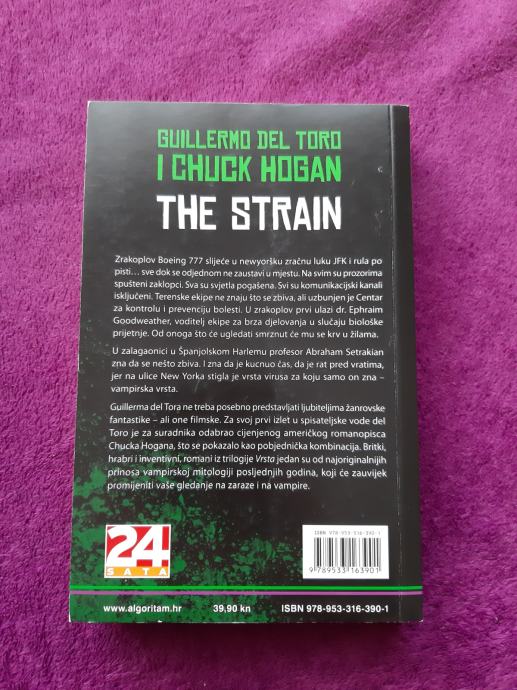 GUILLERMO DEL TORO
I CHUCK HOGAN
THE STRAIN
Zrakoplov Boeing 777 slijeće u newyoršku zračnu luku JFK i rula po
pisti... sve dok se odjednom ne zaustavi u mjestu. Na svim su prozorima
spušteni zaklopci. Sva su svjetla pogašena. Svi su komunikacijski kanali
isključeni. Terenske ekipe ne znaju što se zbiva, ali uzbunjen je Centar
za kontrolu i prevenciju bolesti. U zrakoplov prvi ulazi dr. Ephraim
Goodweather, voditelj ekipe za brza djelovanja u slučaju biološke
prijetnje. Od onoga što će ugledati smrznut će mu se krv u žilama.
U zalagaonici u Španjolskom Harlemu profesor Abraham Setrakian
zna da se nešto zbiva. I zna da je kucnuo čas, da je rat pred vratima,
jer na ulice New Yorka stigla je vrsta virusa za koju samo on zna –
vampirska vrsta.
Guillerma del Tora ne treba posebno predstavljati ljubiteljima žanrovske
fantastike – ali one filmske. Za svoj prvi izlet u spisateljske vode del
Toro je za suradnika odabrao cijenjenog američkog romanopisca
Chucka Hogana, što se pokazalo kao pobjednička kombinacija. Britki,
hrabri i inventivni, romani iz trilogije Vrsta jedan su od najoriginalnijih
prinosa vampirskoj mitologiji posljednjih godina, koji će zauvijek
promijeniti vaše gledanje na zaraze i na vampire.
ISBN 978-953-316-390-1
24
SATA
9 789533 163901
www.algoritam.hr 39,90 kn ISBN 978-953-316-390-1